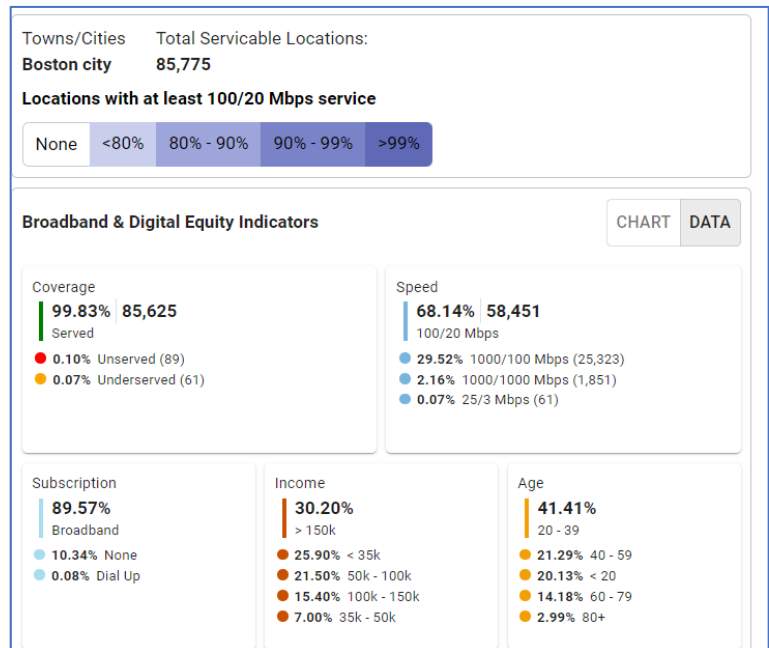 Towns/Cities Total Servicable Locations:
Boston city 85,775
Locations with at least 100/20 Mbps service
None <80% 80% - 90% 90% - 99% >99%
Broadband & Digital Equity Indicators
CHART DATA
Coverage
99.83% 85,625
Served
0.10% Unserved (89)
0.07% Underserved (61)
Speed
68.14% 58,451
100/20 Mbps
29.52% 1000/100 Mbps (25,323)
2.16% 1000/1000 Mbps (1,851)
0.07% 25/3 Mbps (61)
Subscription
89.57%
Broadband
10.34% None
0.08% Dial Up
Income
30.20%
> 150k
25.90% < 35k
21.50% 50k - 100k
15.40% 100k - 150k
7.00% 35k - 50k
Age
41.41%
20 - 39
21.29% 40 - 59
20.13% < 20
14.18% 60 - 79
2.99% 80+